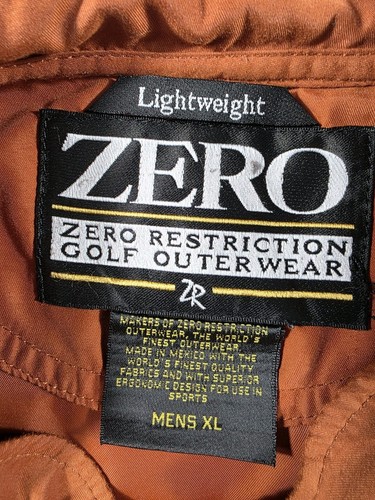 Lightweight
ZERO
ZERO RESTRICTION
GOLF OUTERWEAR
ZR
MAKERS OF ZERO RESTRICTION
OUTERWEAR, THE WORLD'S
FINEST OUTERWEAR.
MADE IN MEXICO WITH THE
WORLD'S FINEST QUALITY
FABRICS AND WITH SUPERIOR
ERGONOMIC DESIGN FOR USE IN
SPORTS
MENS XL